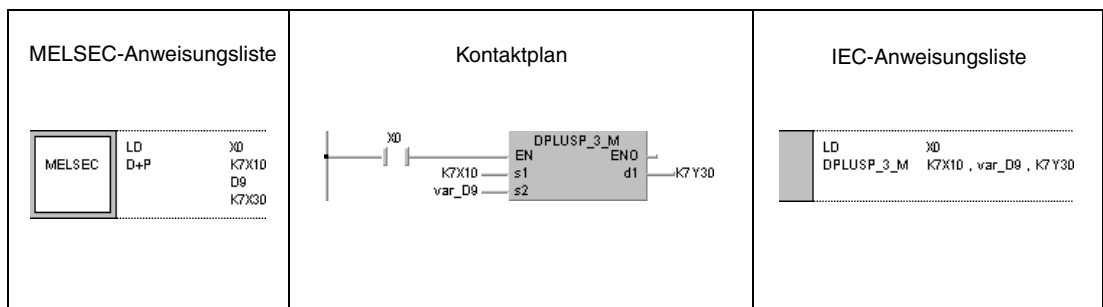 MELSEC-Anweisungsliste
MELSEC
LD X0
D+P K7X10
D9
K7X30
Kontaktplan
X0
DPLUSP_3_M
EN ENO
K7X10 s1 d1 K7Y30
var_D9 s2
IEC-Anweisungsliste
LD X0
DPLUSP_3_M K7X10 , var_D9 , K7Y30